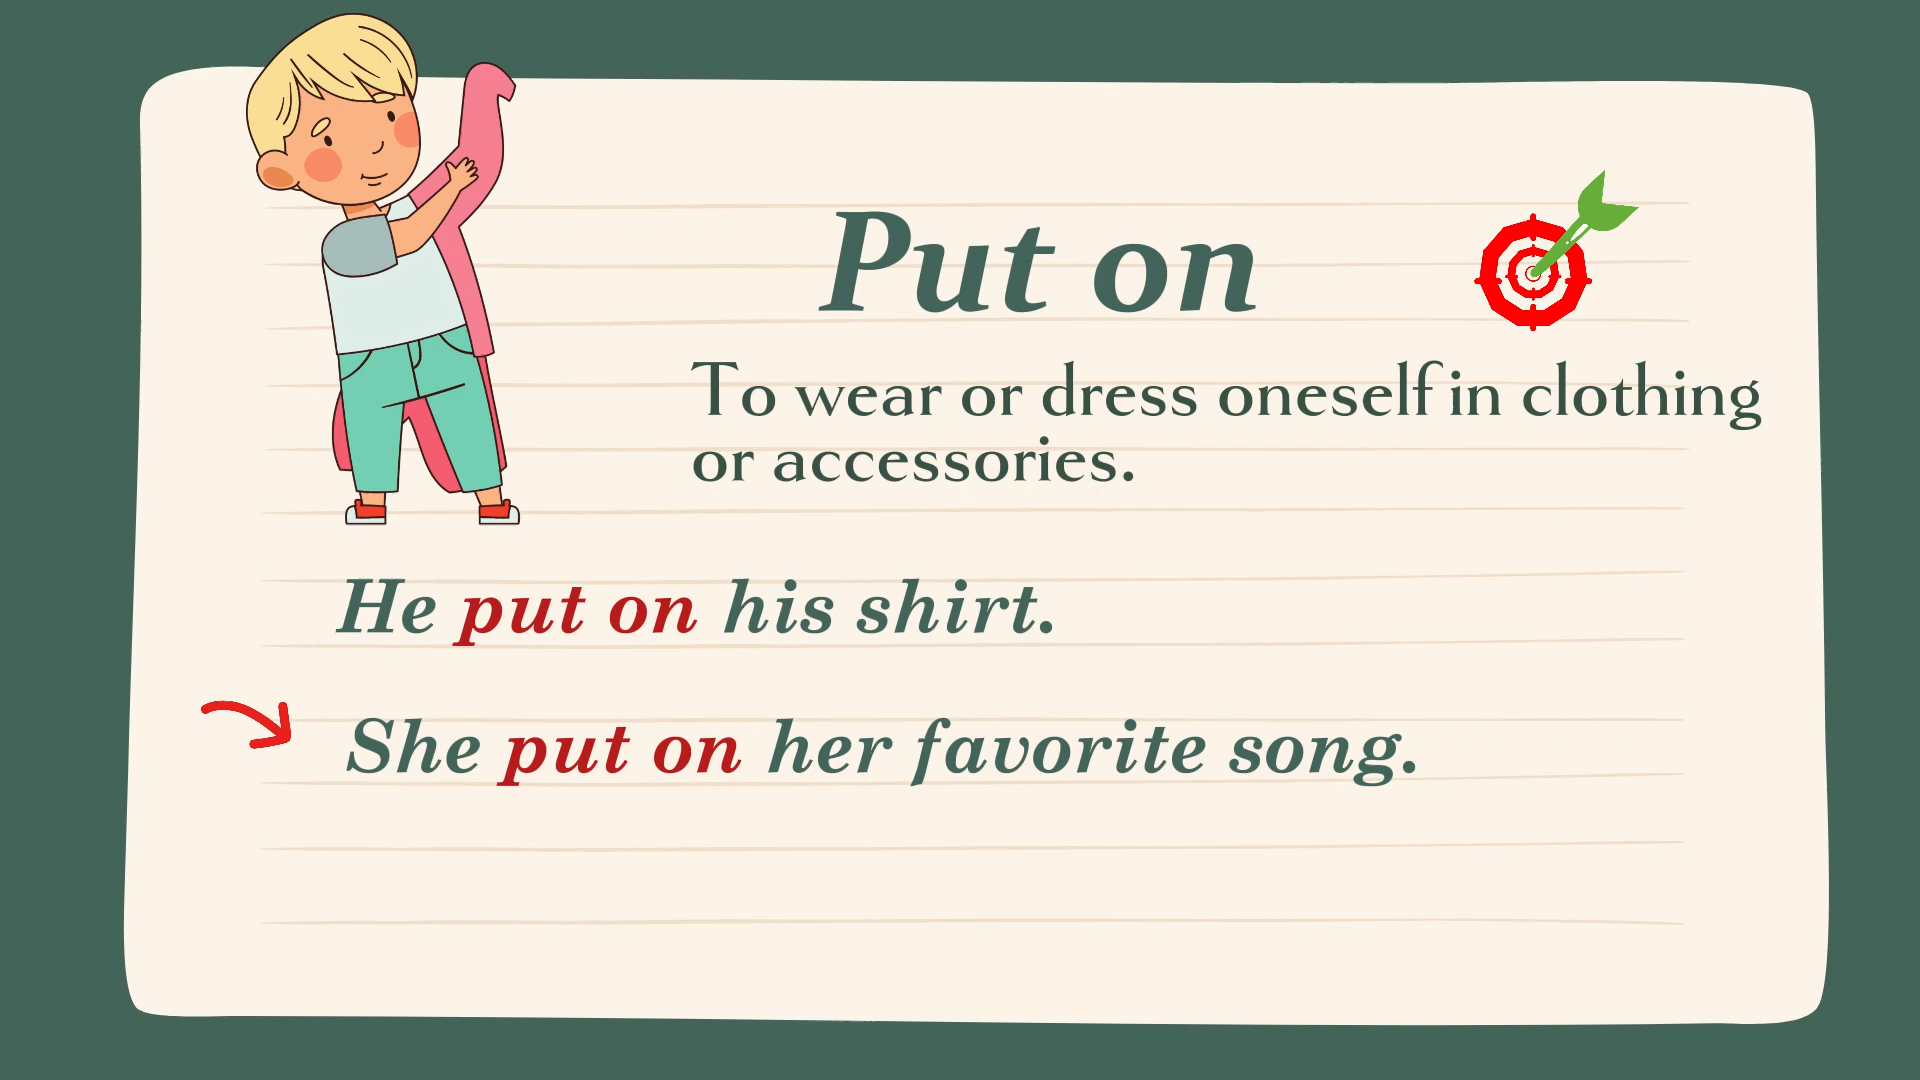 Put on
To wear or dress oneself in clothing
or accessories.
He put on his shirt.
She put on her favorite song.